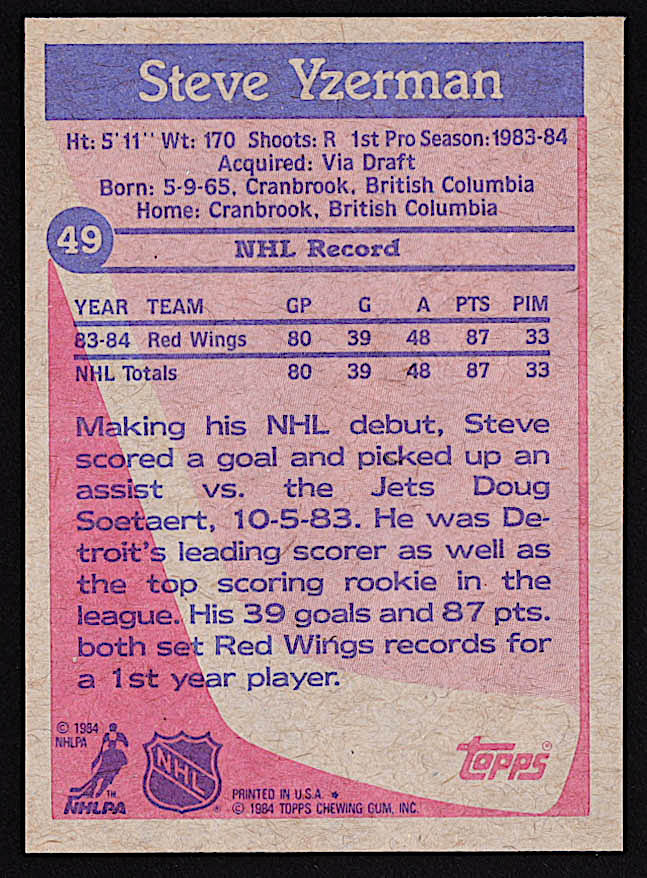 Steve Yzerman
Ht: 5'11" Wt: 170 Shoots: R 1st Pro Season: 1983-84
Acquired: Via Draft
Born: 5-9-65, Cranbrook, British Columbia
Home: Cranbrook, British Columbia
49
NHL Record
YEAR TEAM GP G A PTS PIM
83-84 Red Wings 80 39 48 87 33
NHL Totals 80 39 48 87 33
Making his NHL debut, Steve
scored a goal and picked up an
assist vs. the Jets Doug
Soetaert, 10-5-83. He was De-
troit's leading scorer as well as
the top scoring rookie in the
league. His 39 goals and 87 pts.
both set Red Wings records for
a 1st year player.
© 1984
NHLPA
TM
NHLPA
NHL
®
PRINTED IN U.S.A. *
© 1984 TOPPS CHEWING GUM, INC.
topps®